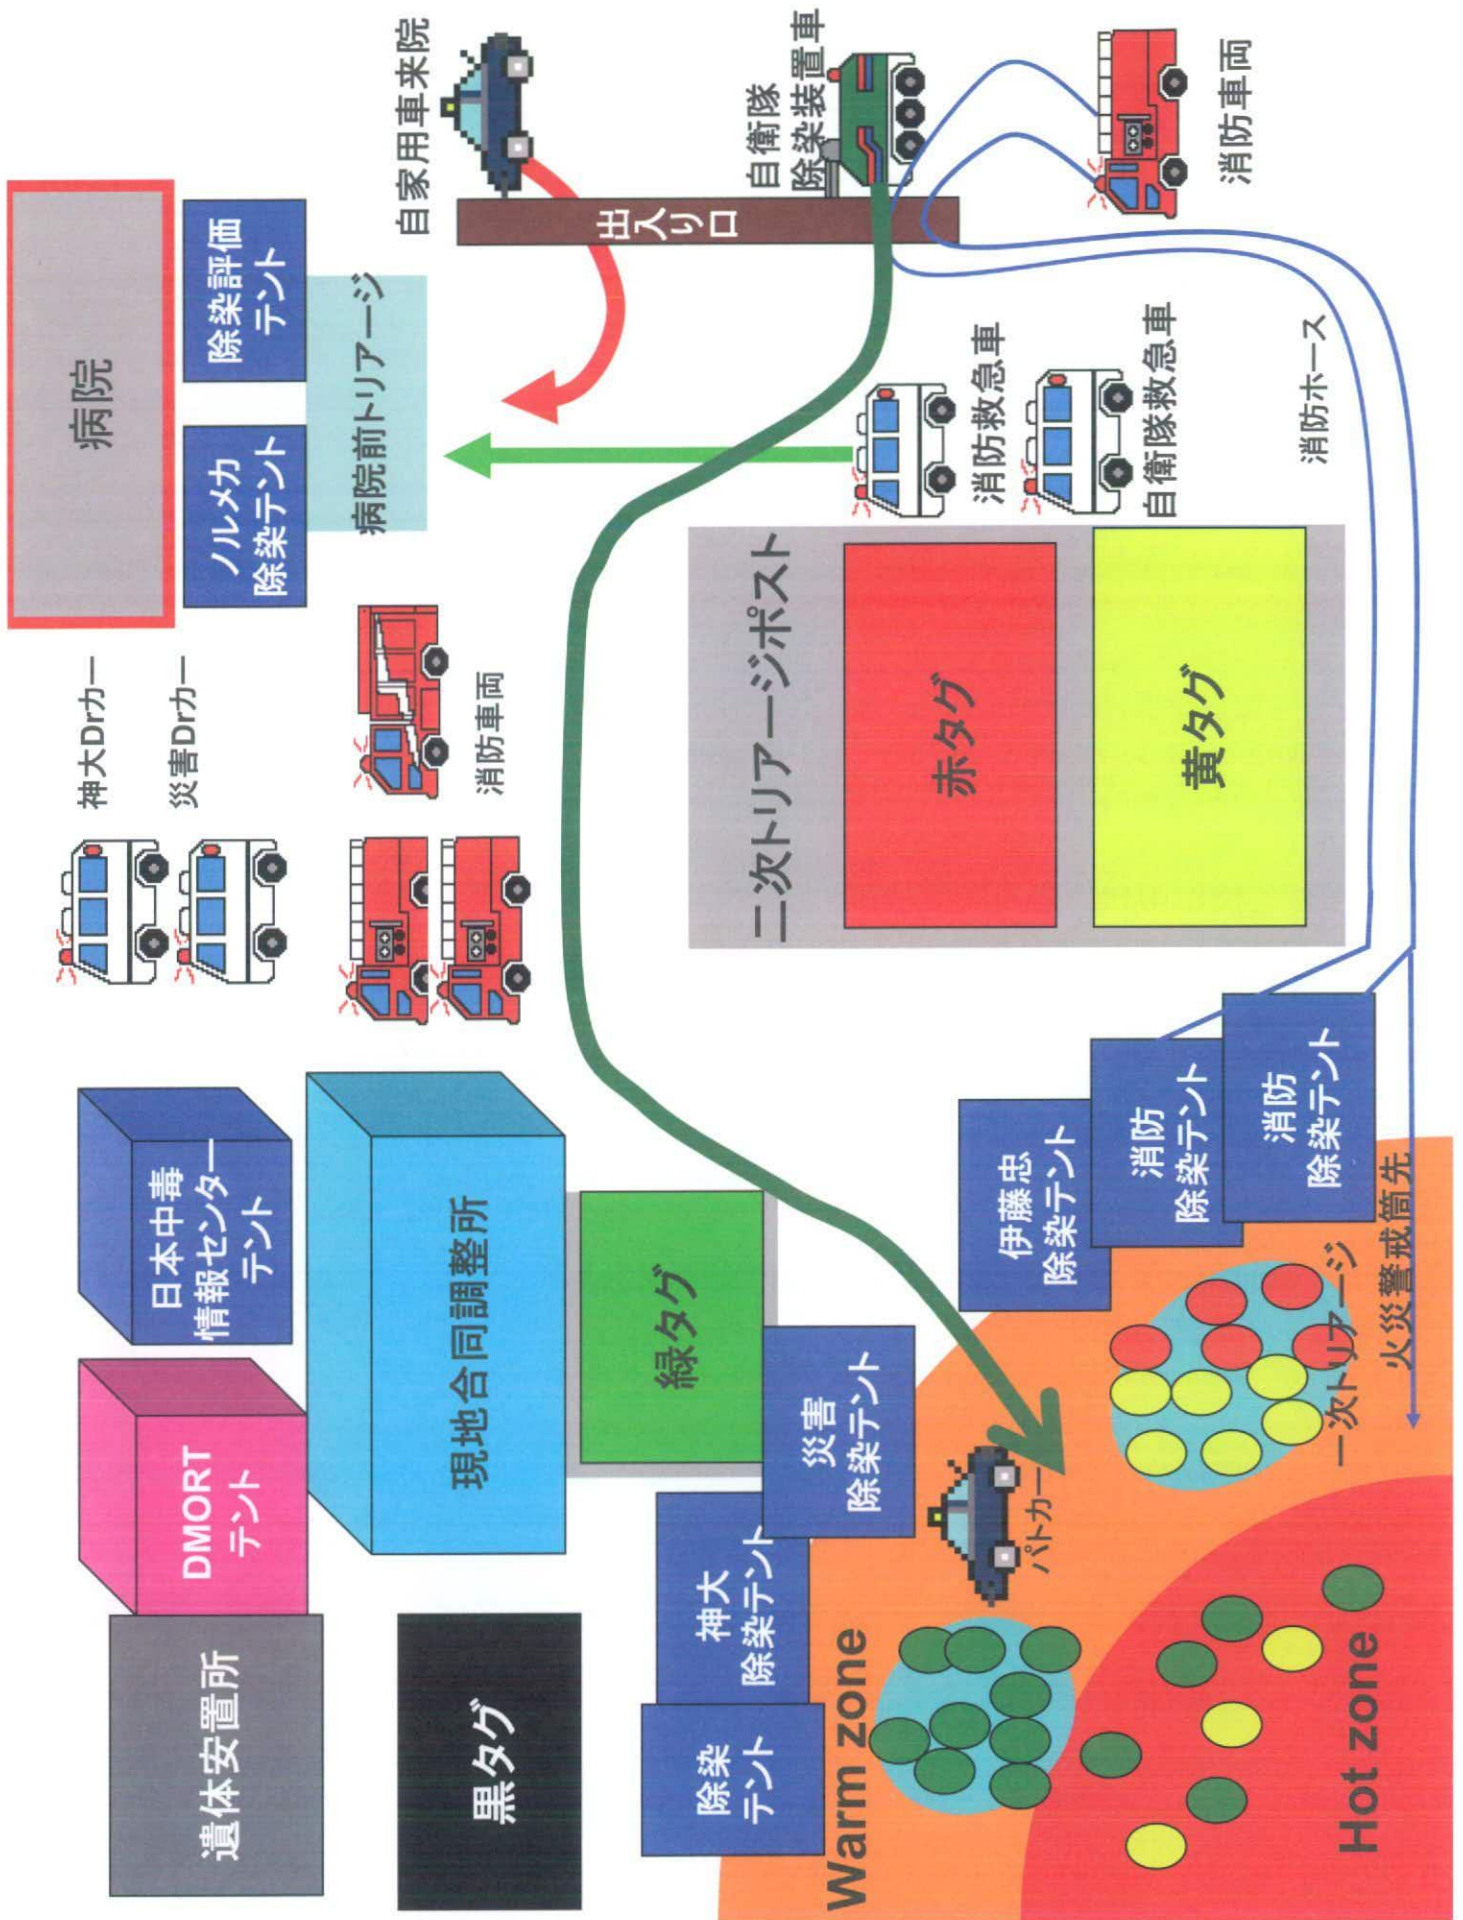 遺体安置所
DMORT
テント
日本中毒
情報センター
テント
神大Drカー
災害Drカー
病院
黒タグ
現地合同調整所
消防車両
ノルメカ
除染テント
除染評価
テント
病院前トリアージ
自家用車来院
緑タグ
除染
テント
神大
除染テント
災害
除染テント
二次トリアージポスト
赤タグ
黄タグ
出入り口
自衛隊
除染装置車
消防救急車
自衛隊救急車
消防車両
消防ホース
Warm zone
パトカー
伊藤忠
除染テント
消防
除染テント
消防
除染テント
一次トリアージ
火災警戒筒先
Hot zone